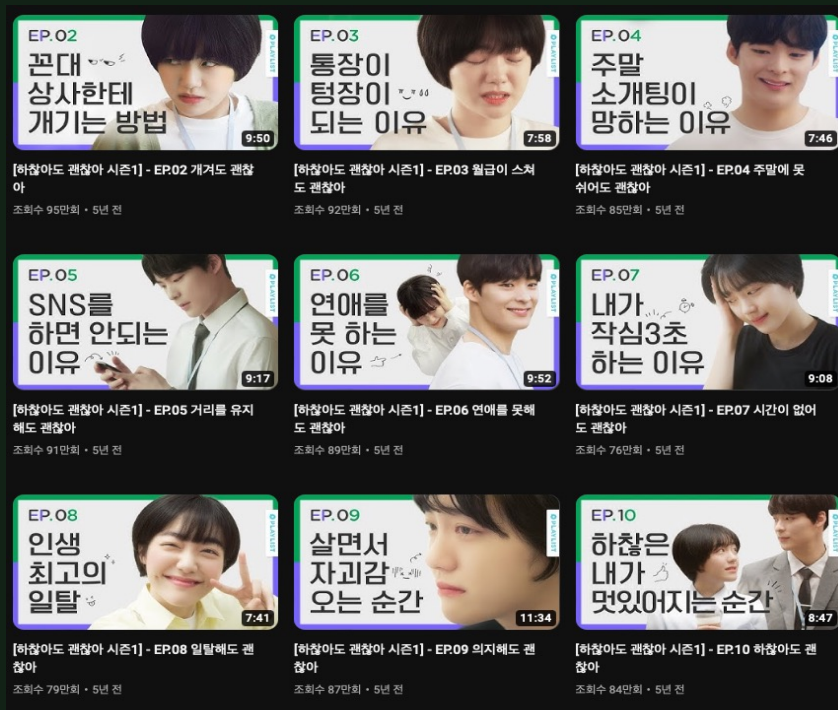 EP.02
꼰대
상사한테
개기는 방법
PLAYLIST
9:50
[하찮아도 괜찮아 시즌1] - EP.02 개겨도 괜찮
아
조회수 95만회 • 5년 전
EP.03
통장이
텅장이
되는 이유
PLAYLIST
7:58
[하찮아도 괜찮아 시즌1] - EP.03 월급이 스쳐
도 괜찮아
조회수 92만회 • 5년 전
EP.04
주말
소개팅이
망하는 이유
PLAYLIST
7:46
[하찮아도 괜찮아 시즌1] - EP.04 주말에 못
쉬어도 괜찮아
조회수 85만회 • 5년 전
EP.05
SNS를
하면 안되는
이유
PLAYLIST
9:17
[하찮아도 괜찮아 시즌1] - EP.05 거리를 유지
해도 괜찮아
조회수 91만회 • 5년 전
EP.06
연애를
못 하는
이유
PLAYLIST
9:52
[하찮아도 괜찮아 시즌1] - EP.06 연애를 못해
도 괜찮아
조회수 89만회 • 5년 전
EP.07
내가
작심3초
하는 이유
PLAYLIST
9:08
[하찮아도 괜찮아 시즌1] - EP.07 시간이 없어
도 괜찮아
조회수 76만회 • 5년 전
EP.08
인생
최고의
일탈
PLAYLIST
7:41
[하찮아도 괜찮아 시즌1] - EP.08 일탈해도 괜
찮아
조회수 79만회 • 5년 전
EP.09
살면서
자괴감
오는 순간
PLAYLIST
11:34
[하찮아도 괜찮아 시즌1] - EP.09 의지해도 괜
찮아
조회수 87만회 • 5년 전
EP.10
하찮은
내가
멋있어지는 순간
PLAYLIST
8:47
[하찮아도 괜찮아 시즌1] - EP.10 하찮아도 괜
찮아
조회수 84만회 • 5년 전